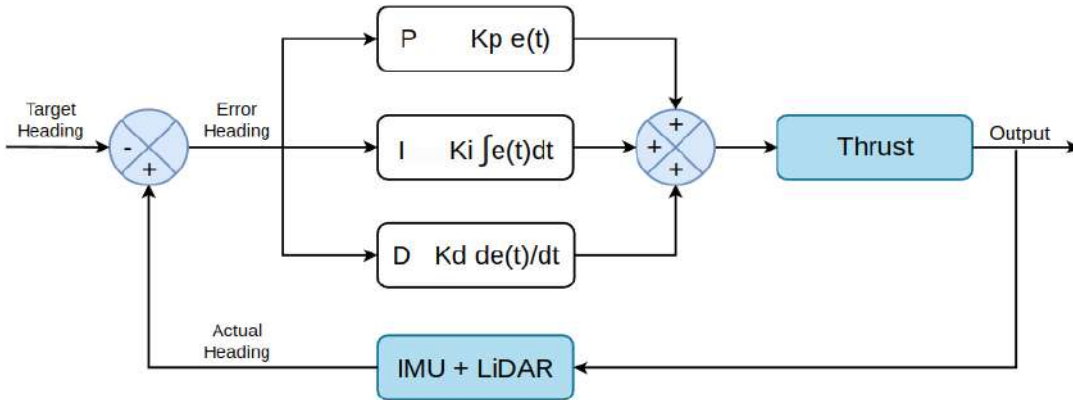 P Kp e(t)
Target
Heading
Error
Heading
-
+
I Ki ∫e(t)dt
+
+
+
Thrust
Output
D Kd de(t)/dt
Actual
Heading
IMU + LiDAR